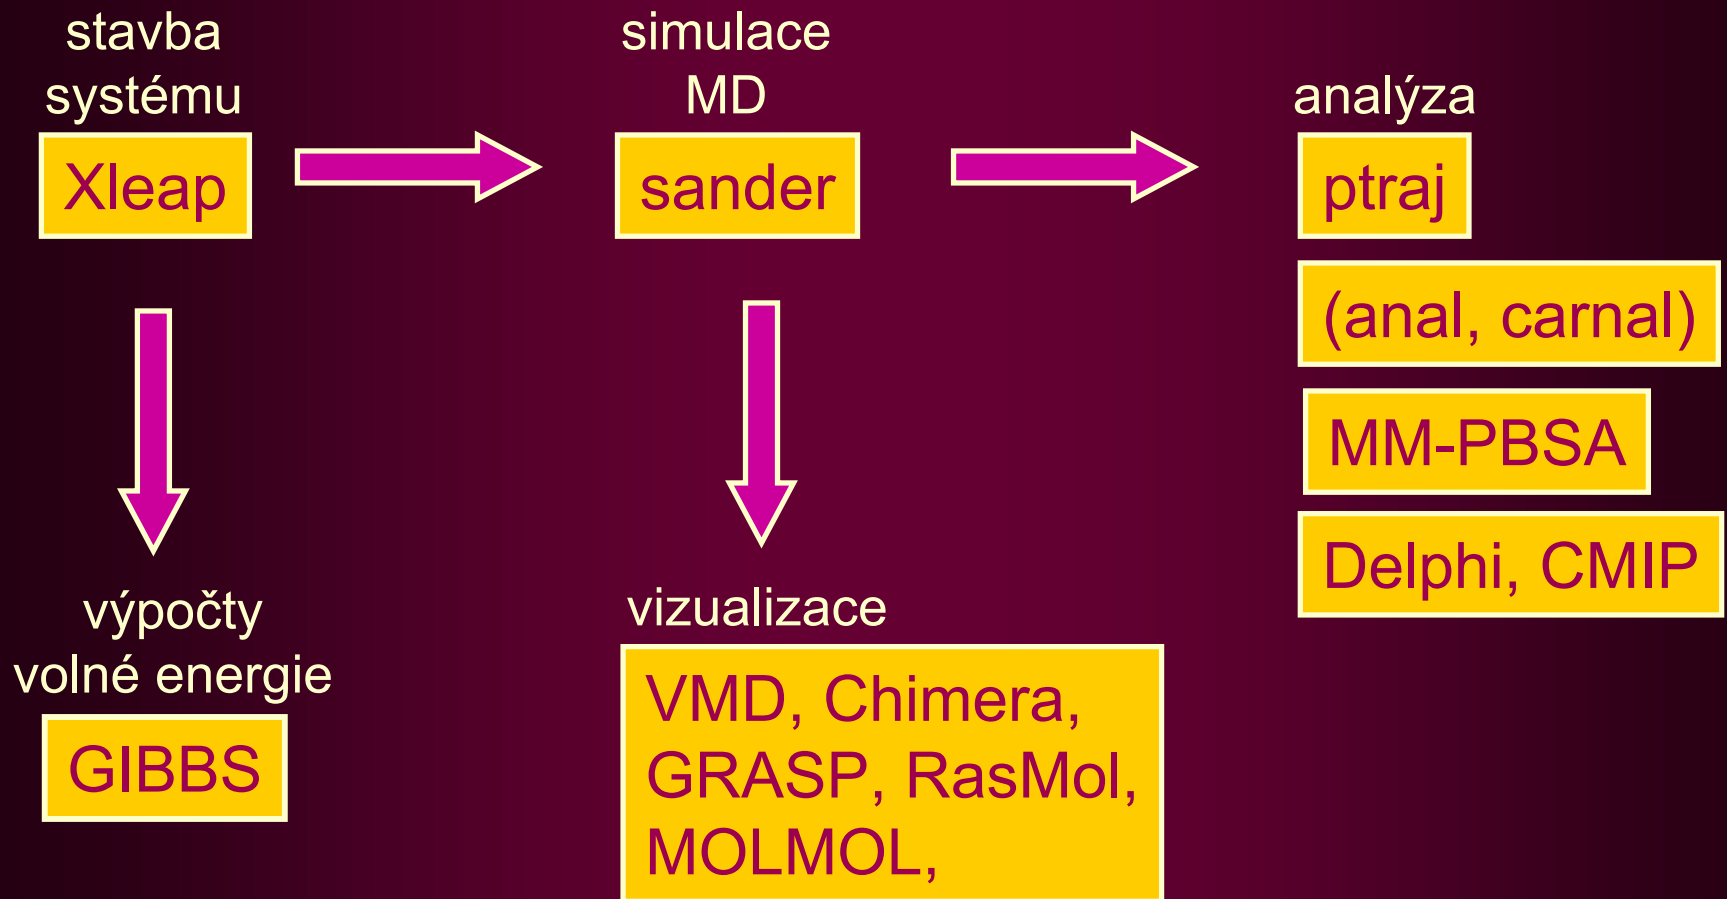 stavba
systému
Xleap
simulace
MD
sander
analýza
ptraj
(anal, carnal)
MM-PBSA
Delphi, CMIP
výpočty
volné energie
GIBBS
vizualizace
VMD, Chimera,
GRASP, RasMol,
MOLMOL,